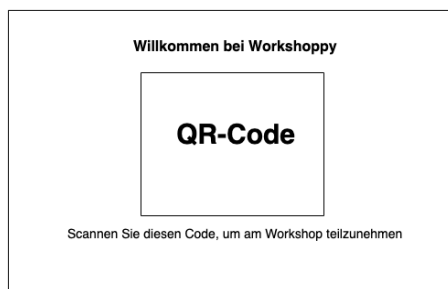 Willkommen bei Workshoppy
QR-Code
Scannen Sie diesen Code, um am Workshop teilzunehmen